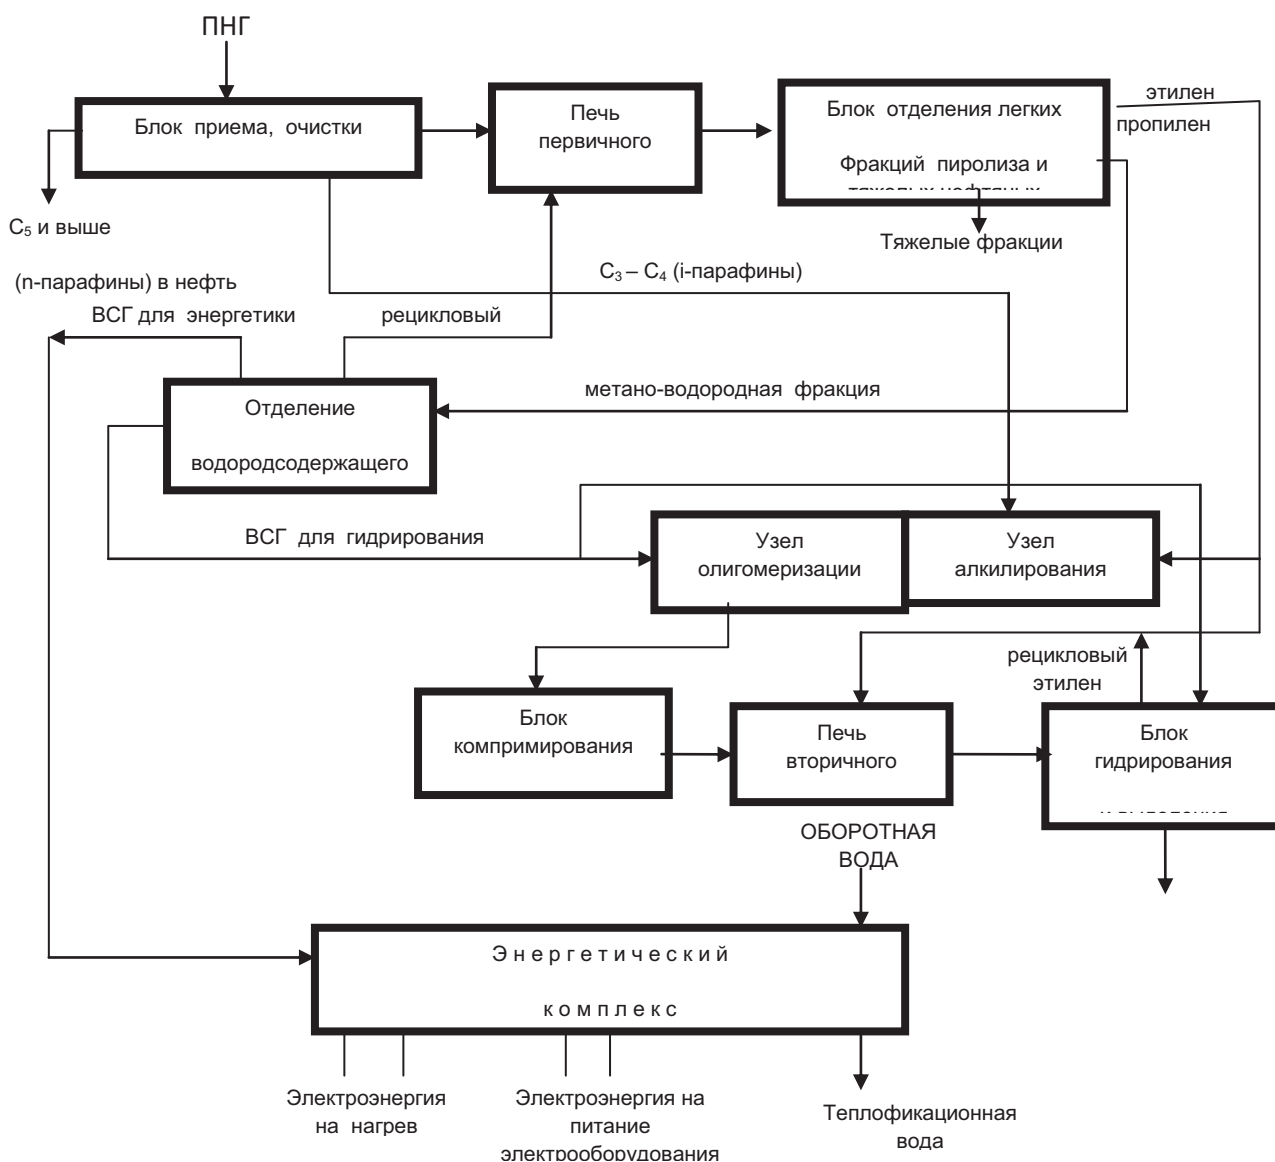 ПНГ
Блок приема, очистки
Печь
первичного
Блок отделения легких
Фракций пиролиза и
этилен
пропилен
C₅ и выше
(n-парафины) в нефть
Тяжелые фракции
C₃ – C₄ (i-парафины)
ВСГ для энергетики
рецикловый
метано-водородная фракция
Отделение
водородсодержащего
ВСГ для гидрирования
Узел
олигомеризации
Узел
алкилирования
рецикловый
этилен
Блок
компримирования
Печь
вторичного
Блок
гидрирования
ОБОРОТНАЯ
ВОДА
Энергетический
комплекс
Электроэнергия
на нагрев
Электроэнергия на
питание
электрооборудования
Теплофикационная
вода